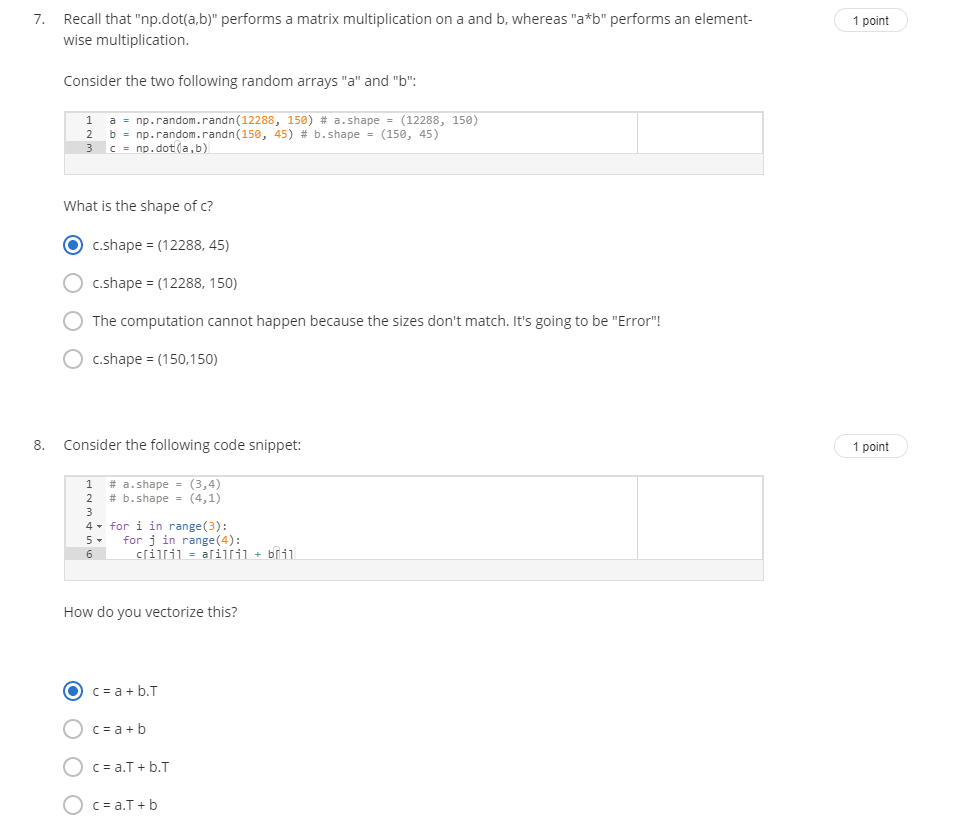 7. Recall that "np.dot(a,b)" performs a matrix multiplication on a and b, whereas "a*b" performs an element-
wise multiplication.
1 point
Consider the two following random arrays "a" and "b":
1 a = np.random.randn(12288, 150) # a.shape = (12288, 150)
2 b = np.random.randn(150, 45) # b.shape = (150, 45)
3 c = np.dot(a,b)
What is the shape of c?
c.shape = (12288, 45)
c.shape = (12288, 150)
The computation cannot happen because the sizes don't match. It's going to be "Error"!
c.shape = (150,150)
8. Consider the following code snippet:
1 point
1 # a.shape = (3,4)
2 # b.shape = (4,1)
3
4 for i in range(3):
5 for j in range(4):
6 c[i][j] = a[i][j] + b[j]
How do you vectorize this?
c = a + b.T
c = a + b
c = a.T + b.T
c = a.T + b